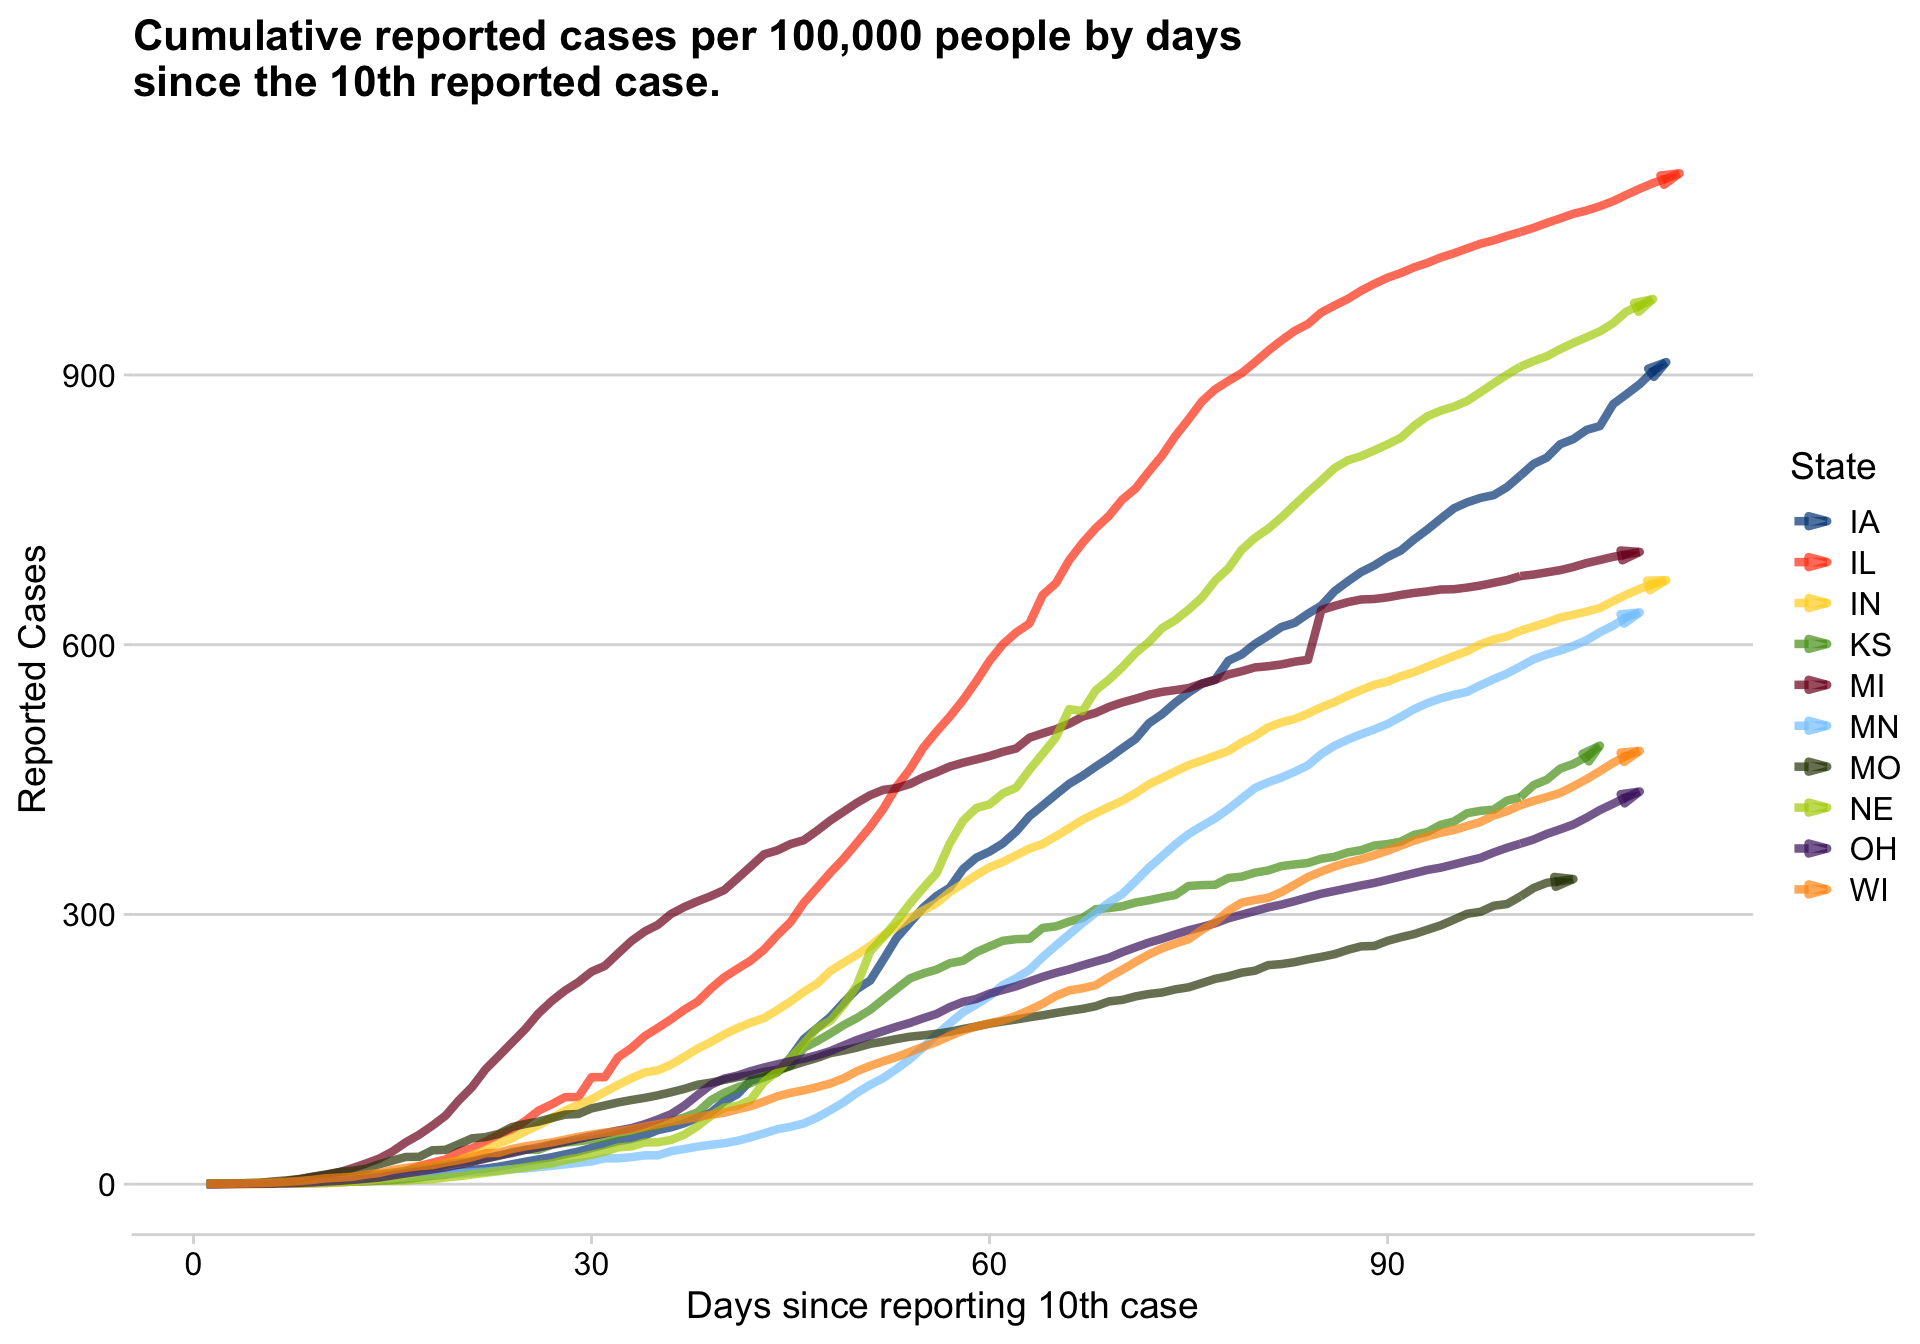 Cumulative reported cases per 100,000 people by days
since the 10th reported case.
Reported Cases
900
600
300
0
0
30
60
90
Days since reporting 10th case
State
IA
IL
IN
KS
MI
MN
MO
NE
OH
WI